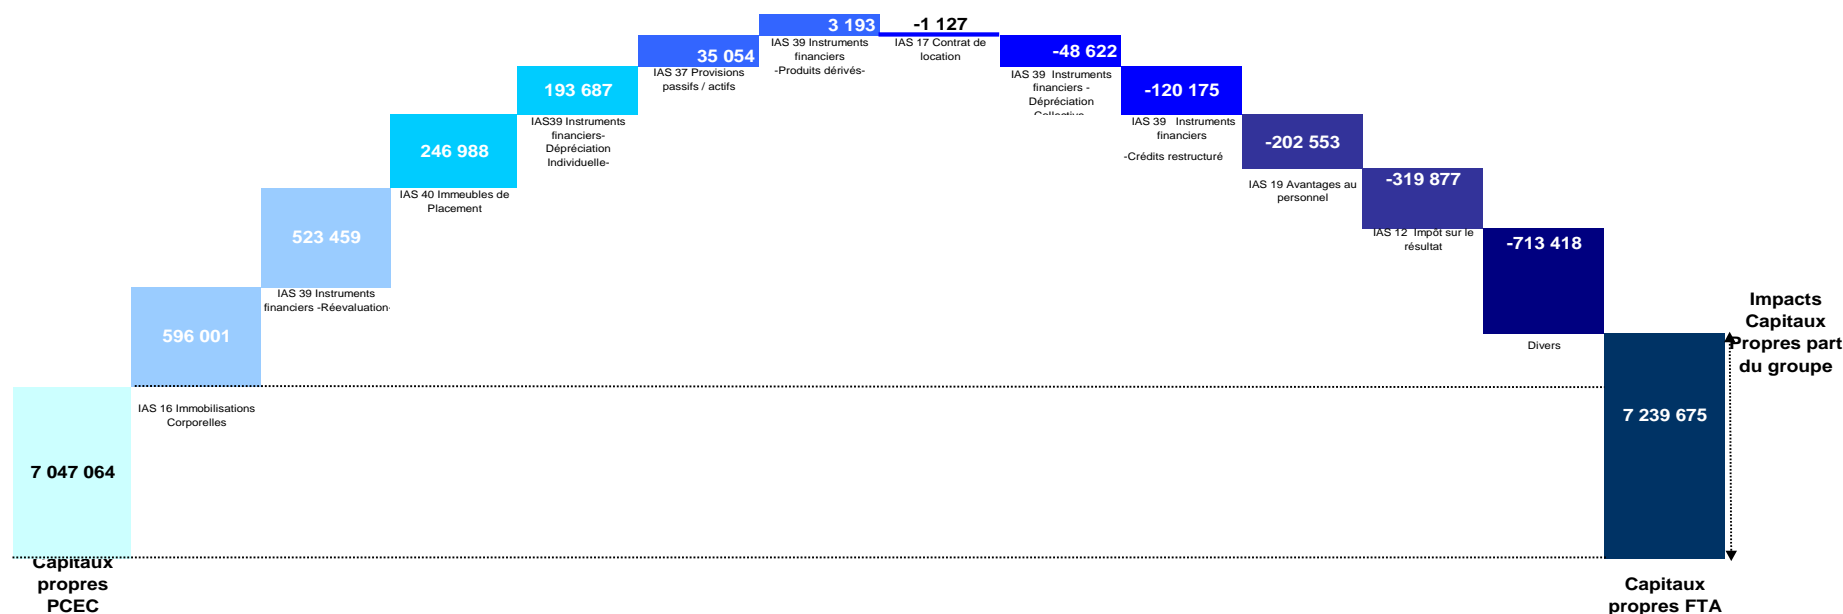 3 193
-1 127
IAS 39 Instruments
financiers
-Produits dérivés-
IAS 17 Contrat de
location
35 054
IAS 37 Provisions
passifs / actifs
-48 622
IAS 39 Instruments
financiers -
Dépréciation
Collective
193 687
IAS39 Instruments
financiers-
Dépréciation
Individuelle-
-120 175
IAS 39 Instruments
financiers
-Crédits restructuré
246 988
IAS 40 Immeubles de
Placement
-202 553
IAS 19 Avantages au
personnel
-319 877
IAS 12 Impôt sur le
résultat
523 459
IAS 39 Instruments
financiers -Réevaluation-
-713 418
Divers
596 001
IAS 16 Immobilisations
Corporelles
Impacts
Capitaux
Propres part
du groupe
7 047 064
Capitaux
propres
PCEC
7 239 675
Capitaux
propres FTA